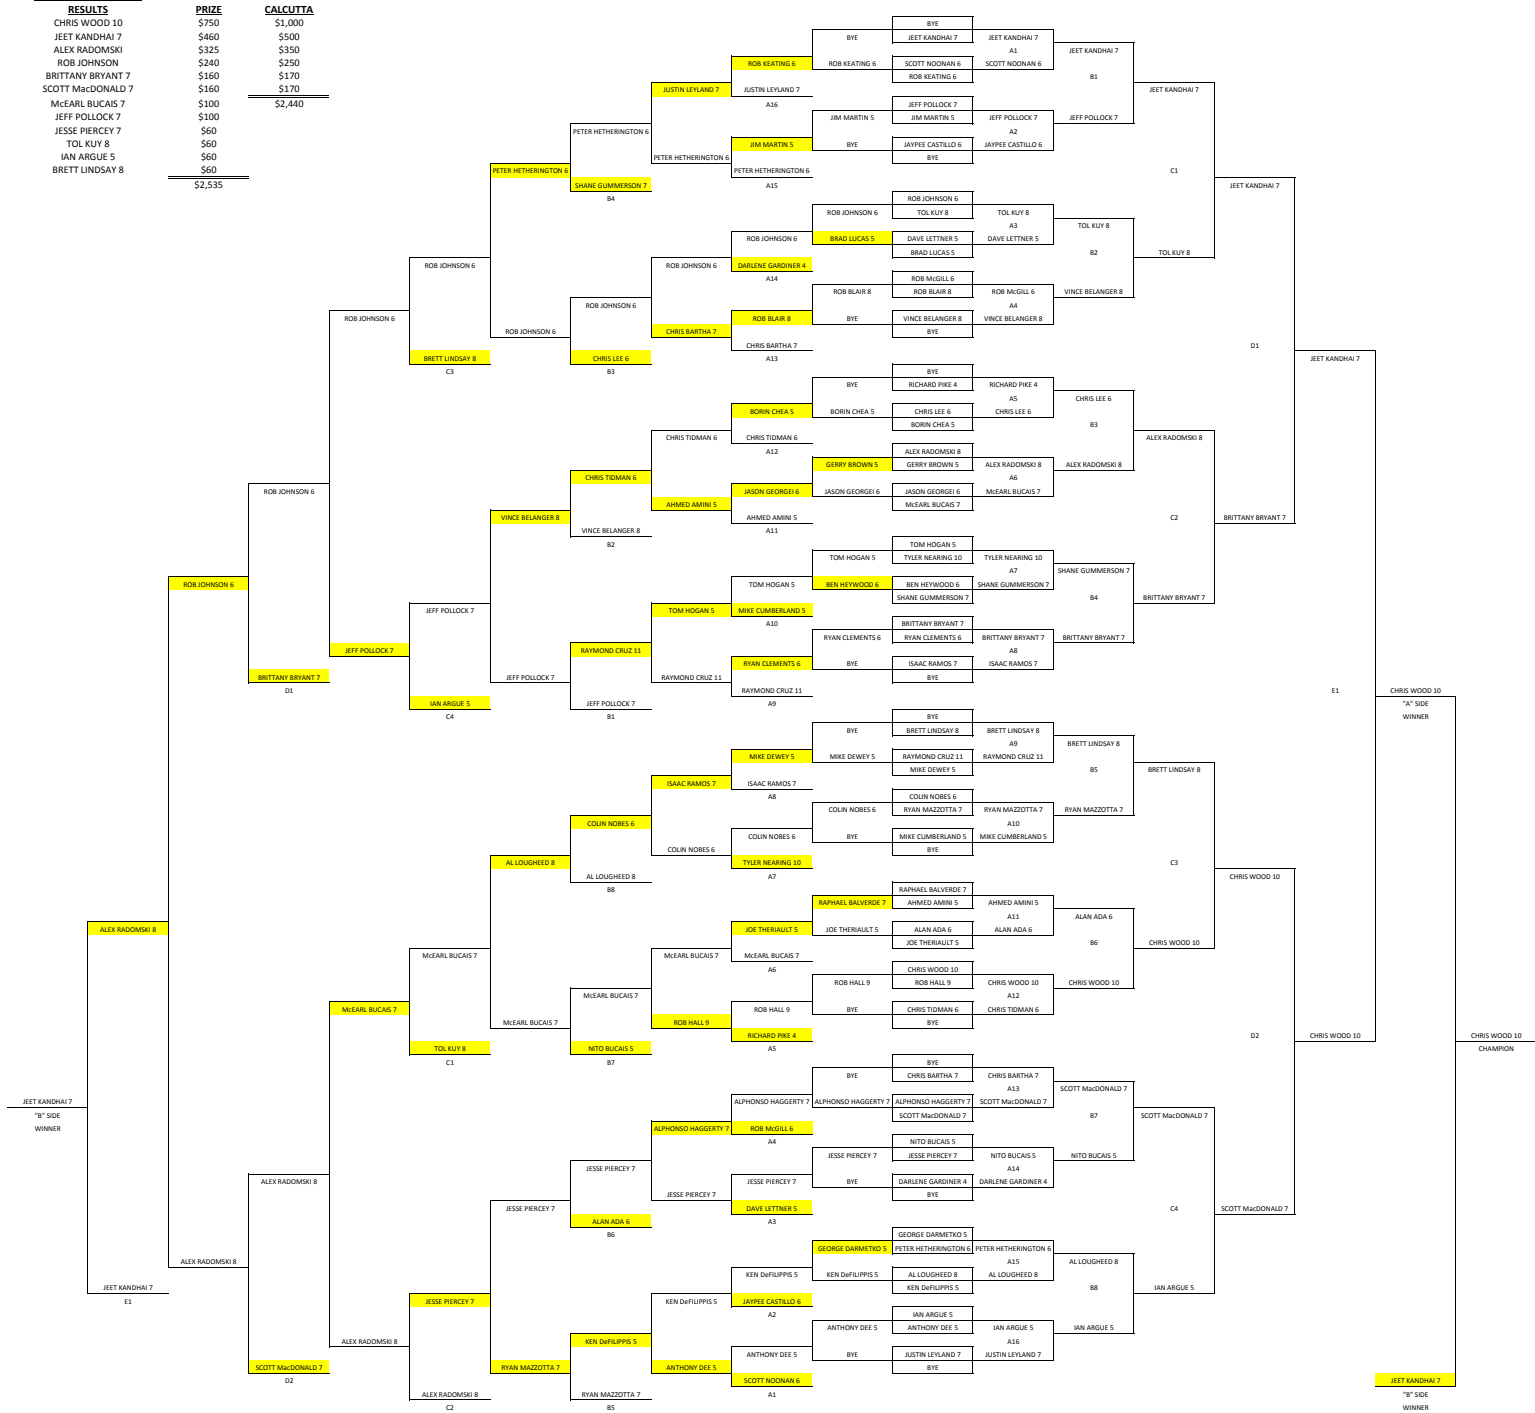 RESULTS PRIZE CALCUTTA
CHRIS WOOD 10 $750 $1,000
JEET KANDHAI 7 $460 $500
ALEX RADOMSKI $325 $350
ROB JOHNSON $240 $250
BRITTANY BRYANT 7 $160 $170
SCOTT MacDONALD 7 $160 $170
McEARL BUCAIS 7 $100 $2,440
JEFF POLLOCK 7 $100
JESSE PIERCEY 7 $60
TOL KUY 8 $60
IAN ARGUE 5 $60
BRETT LINDSAY 8 $60
$2,535
JEET KANDHAI 7
"B" SIDE
WINNER
ALEX RADOMSKI 8
JEET KANDHAI 7
E1
ROB JOHNSON 6
ALEX RADOMSKI 8
ROB JOHNSON 6
BRITTANY BRYANT 7
D1
ALEX RADOMSKI 8
SCOTT MacDONALD 7
D2
ROB JOHNSON 6
JEFF POLLOCK 7
McEARL BUCAIS 7
ALEX RADOMSKI 8
ROB JOHNSON 6
BRETT LINDSAY 8
C3
JEFF POLLOCK 7
IAN ARGUE 5
C4
McEARL BUCAIS 7
TOL KUY 8
C1
JESSE PIERCEY 7
ALEX RADOMSKI 8
C2
PETER HETHERINGTON 6
ROB JOHNSON 6
VINCE BELANGER 8
JEFF POLLOCK 7
AL LOUGHEED 8
McEARL BUCAIS 7
JESSE PIERCEY 7
RYAN MAZZOTTA 7
PETER HETHERINGTON 6
SHANE GUMMERSON 7
B4
ROB JOHNSON 6
CHRIS LEE 6
B3
CHRIS TIDMAN 6
VINCE BELANGER 8
B2
RAYMOND CRUZ 11
JEFF POLLOCK 7
B1
COLIN NOBES 6
AL LOUGHEED 8
B8
McEARL BUCAIS 7
NITO BUCAIS 5
B7
JESSE PIERCEY 7
ALAN ADA 6
B6
KEN DeFILIPPIS 5
RYAN MAZZOTTA 7
B5
JUSTIN LEYLAND 7
PETER HETHERINGTON 6
ROB JOHNSON 6
CHRIS BARTHA 7
CHRIS TIDMAN 6
AHMED AMINI 5
TOM HOGAN 5
RAYMOND CRUZ 11
ISAAC RAMOS 7
COLIN NOBES 6
McEARL BUCAIS 7
ROB HALL 9
ALPHONSO HAGGERTY 7
JESSE PIERCEY 7
KEN DeFILIPPIS 5
ANTHONY DEE 5
ROB KEATING 6
JUSTIN LEYLAND 7
A16
JIM MARTIN 5
PETER HETHERINGTON 6
A15
ROB JOHNSON 6
DARLENE GARDINER 4
A14
ROB BLAIR 8
CHRIS BARTHA 7
A13
BORIN CHEA 5
CHRIS TIDMAN 6
A12
JASON GEORGEI 6
AHMED AMINI 5
A11
TOM HOGAN 5
MIKE CUMBERLAND 5
A10
RYAN CLEMENTS 6
RAYMOND CRUZ 11
A9
MIKE DEWEY 5
ISAAC RAMOS 7
A8
COLIN NOBES 6
TYLER NEARING 10
A7
JOE THERIAULT 5
McEARL BUCAIS 7
A6
ROB HALL 9
RICHARD PIKE 4
A5
ALPHONSO HAGGERTY 7
ROB McGILL 6
A4
JESSE PIERCEY 7
DAVE LETTNER 5
A3
KEN DeFILIPPIS 5
JAYPEE CASTILLO 6
A2
ANTHONY DEE 5
SCOTT NOONAN 6
A1
BYE
ROB KEATING 6
JIM MARTIN 5
BYE
ROB JOHNSON 6
BRAD LUCAS 5
ROB BLAIR 8
BYE
BYE
BORIN CHEA 5
GERRY BROWN 5
JASON GEORGEI 6
TOM HOGAN 5
BEN HEYWOOD 6
RYAN CLEMENTS 6
BYE
BYE
MIKE DEWEY 5
COLIN NOBES 6
BYE
RAPHAEL BALVERDE 7
JOE THERIAULT 5
ROB HALL 9
BYE
BYE
ALPHONSO HAGGERTY 7
JESSE PIERCEY 7
BYE
GEORGE DARMETKO 5
KEN DeFILIPPIS 5
ANTHONY DEE 5
BYE
BYE
JEET KANDHAI 7
SCOTT NOONAN 6
ROB KEATING 6
JEFF POLLOCK 7
JIM MARTIN 5
JAYPEE CASTILLO 6
BYE
ROB JOHNSON 6
TOL KUY 8
DAVE LETTNER 5
BRAD LUCAS 5
ROB McGILL 6
ROB BLAIR 8
VINCE BELANGER 8
BYE
BYE
RICHARD PIKE 4
CHRIS LEE 6
BORIN CHEA 5
ALEX RADOMSKI 8
GERRY BROWN 5
JASON GEORGEI 6
McEARL BUCAIS 7
TOM HOGAN 5
TYLER NEARING 10
BEN HEYWOOD 6
SHANE GUMMERSON 7
BRITTANY BRYANT 7
RYAN CLEMENTS 6
ISAAC RAMOS 7
BYE
BYE
BRETT LINDSAY 8
RAYMOND CRUZ 11
MIKE DEWEY 5
COLIN NOBES 6
RYAN MAZZOTTA 7
MIKE CUMBERLAND 5
BYE
RAPHAEL BALVERDE 7
AHMED AMINI 5
ALAN ADA 6
JOE THERIAULT 5
CHRIS WOOD 10
ROB HALL 9
CHRIS TIDMAN 6
BYE
BYE
CHRIS BARTHA 7
ALPHONSO HAGGERTY 7
SCOTT MacDONALD 7
NITO BUCAIS 5
JESSE PIERCEY 7
DARLENE GARDINER 4
BYE
GEORGE DARMETKO 5
PETER HETHERINGTON 6
AL LOUGHEED 8
KEN DeFILIPPIS 5
IAN ARGUE 5
ANTHONY DEE 5
JUSTIN LEYLAND 7
BYE
JEET KANDHAI 7
A1
SCOTT NOONAN 6
JEFF POLLOCK 7
A2
JAYPEE CASTILLO 6
TOL KUY 8
A3
DAVE LETTNER 5
ROB McGILL 6
A4
VINCE BELANGER 8
RICHARD PIKE 4
A5
CHRIS LEE 6
ALEX RADOMSKI 8
A6
McEARL BUCAIS 7
TYLER NEARING 10
A7
SHANE GUMMERSON 7
BRITTANY BRYANT 7
A8
ISAAC RAMOS 7
BRETT LINDSAY 8
A9
RAYMOND CRUZ 11
RYAN MAZZOTTA 7
A10
MIKE CUMBERLAND 5
AHMED AMINI 5
A11
ALAN ADA 6
CHRIS WOOD 10
A12
CHRIS TIDMAN 6
CHRIS BARTHA 7
A13
SCOTT MacDONALD 7
NITO BUCAIS 5
A14
DARLENE GARDINER 4
PETER HETHERINGTON 6
A15
AL LOUGHEED 8
IAN ARGUE 5
A16
JUSTIN LEYLAND 7
JEET KANDHAI 7
B1
JEFF POLLOCK 7
TOL KUY 8
B2
VINCE BELANGER 8
CHRIS LEE 6
B3
ALEX RADOMSKI 8
SHANE GUMMERSON 7
B4
BRITTANY BRYANT 7
BRETT LINDSAY 8
B5
RYAN MAZZOTTA 7
ALAN ADA 6
B6
CHRIS WOOD 10
SCOTT MacDONALD 7
B7
NITO BUCAIS 5
AL LOUGHEED 8
B8
IAN ARGUE 5
JEET KANDHAI 7
C1
TOL KUY 8
ALEX RADOMSKI 8
C2
BRITTANY BRYANT 7
BRETT LINDSAY 8
C3
CHRIS WOOD 10
SCOTT MacDONALD 7
C4
IAN ARGUE 5
JEET KANDHAI 7
D1
BRITTANY BRYANT 7
CHRIS WOOD 10
D2
SCOTT MacDONALD 7
JEET KANDHAI 7
E1
CHRIS WOOD 10
CHRIS WOOD 10
"A" SIDE
WINNER
JEET KANDHAI 7
"B" SIDE
WINNER
CHRIS WOOD 10
CHAMPION